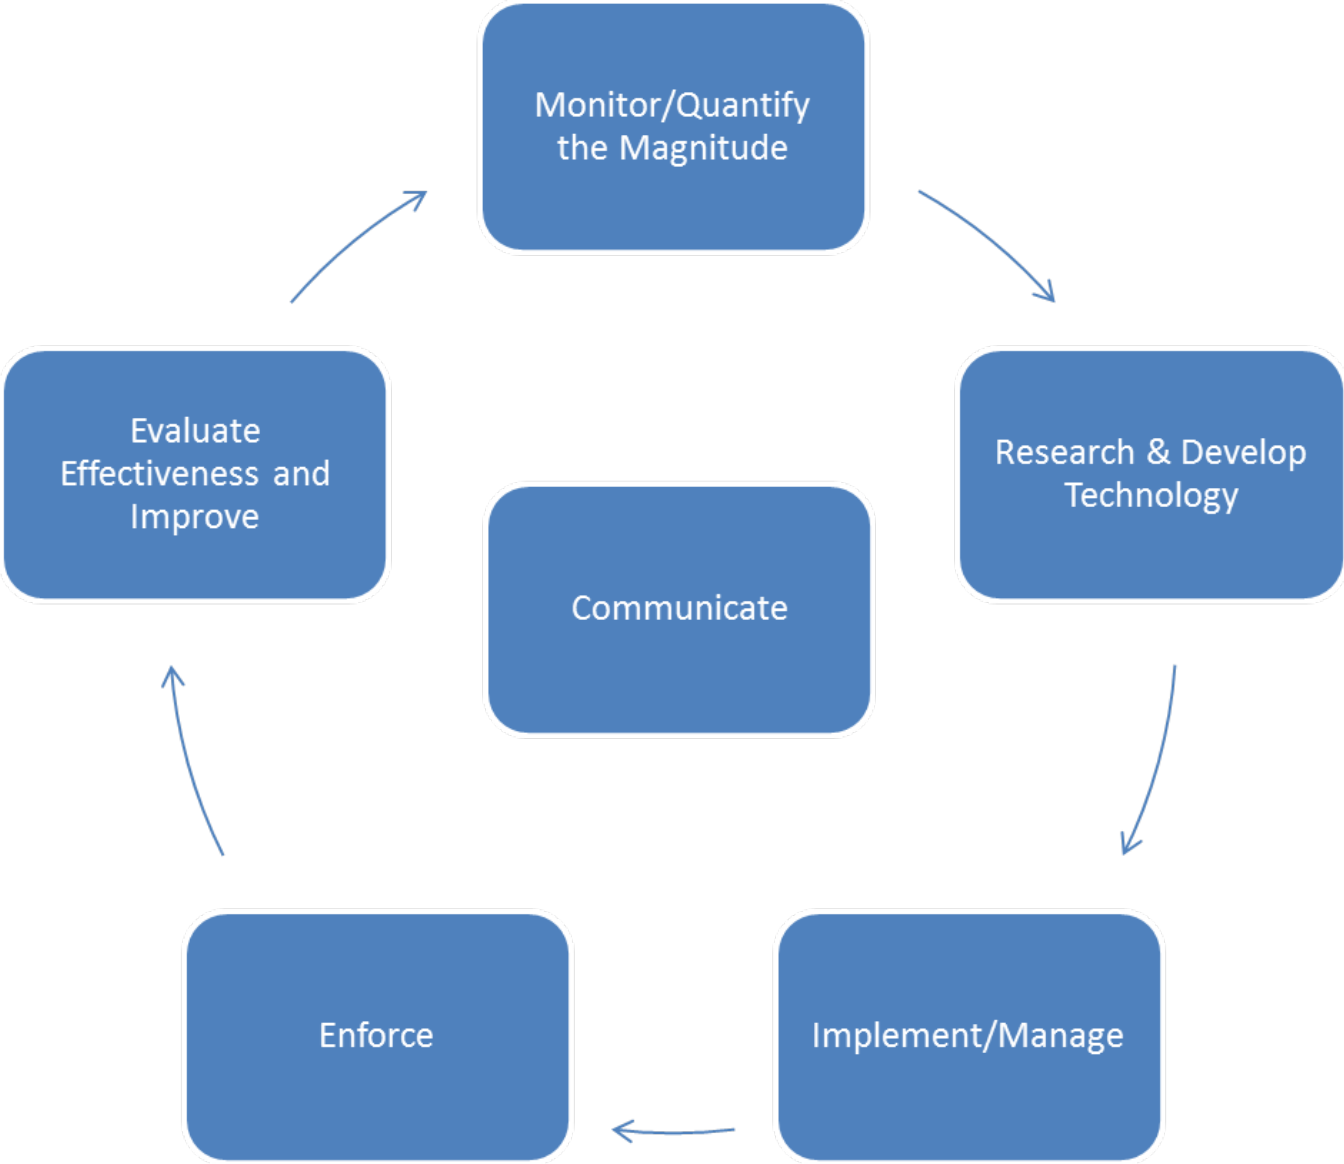 Monitor/Quantify
the Magnitude
Research & Develop
Technology
Implement/Manage
Enforce
Evaluate
Effectiveness and
Improve
Communicate